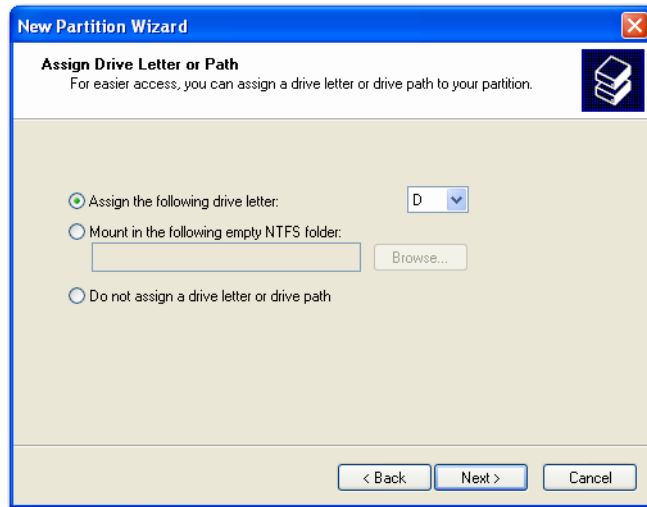 New Partition Wizard
Assign Drive Letter or Path
For easier access, you can assign a drive letter or drive path to your partition.
Assign the following drive letter: D
Mount in the following empty NTFS folder:
Browse...
Do not assign a drive letter or drive path
< Back Next > Cancel